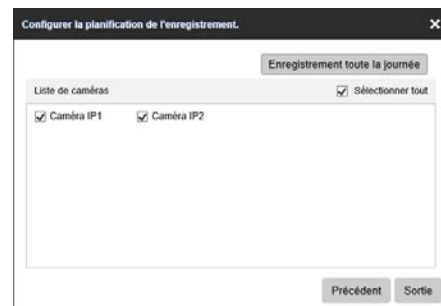 Configurer la planification de l'enregistrement.
Enregistrement toute la journée
Liste de caméras
Sélectionner tout
Caméra IP1
Caméra IP2
Précédent
Sortie